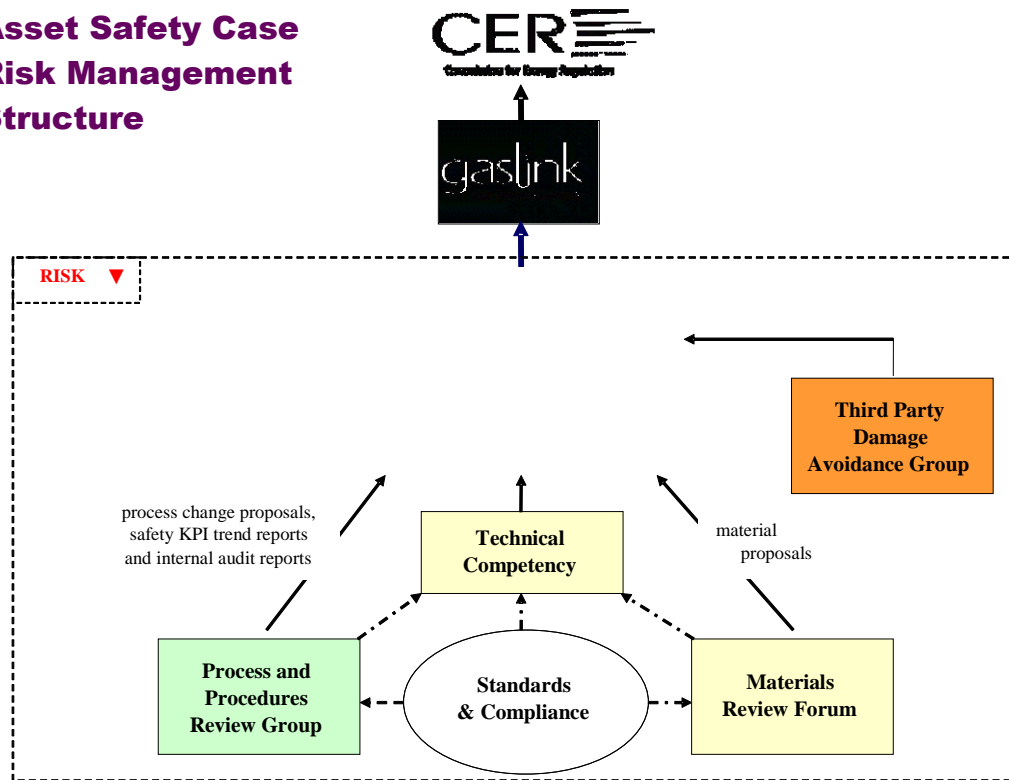 Asset Safety Case
Risk Management
Structure
CER
Commission for Energy Regulation
gaslink
RISK ▼
Third Party
Damage
Avoidance Group
process change proposals,
safety KPI trend reports
and internal audit reports
Technical
Competency
material
proposals
Process and
Procedures
Review Group
Standards
& Compliance
Materials
Review Forum